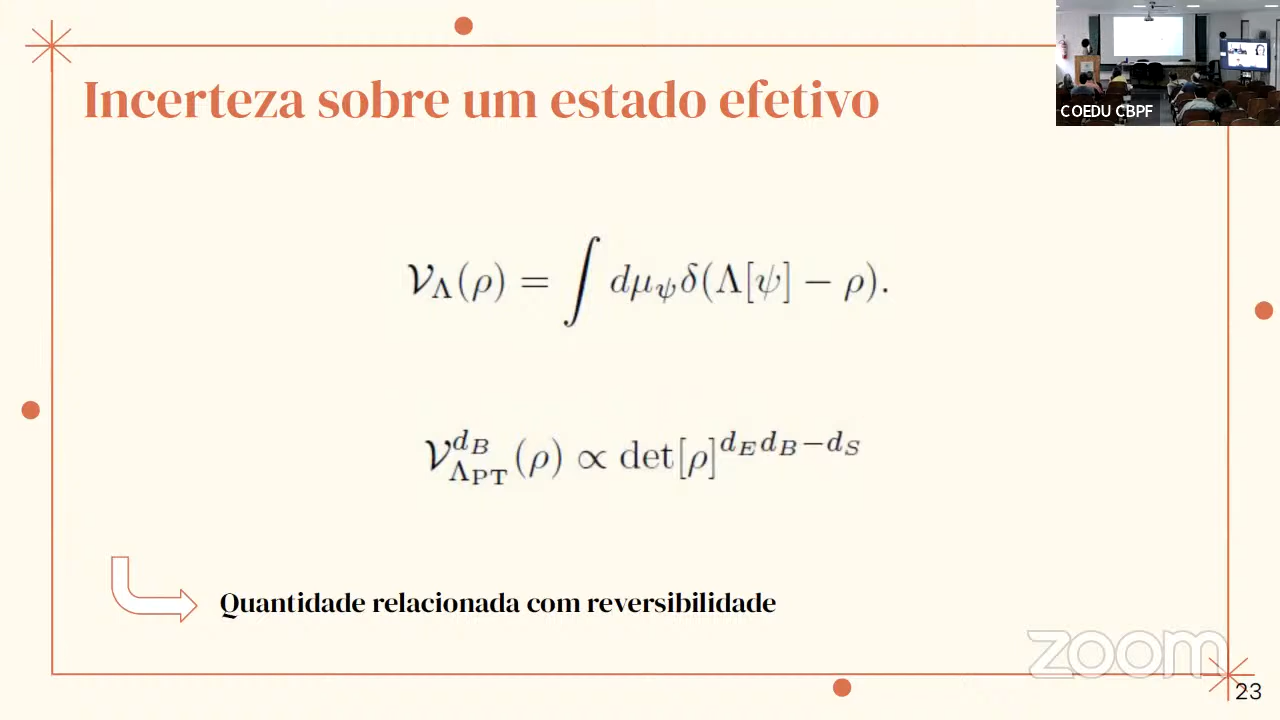 Incerteza sobre um estado efetivo
COEDU CBPF
𝒱_Λ(ρ) = ∫ dμ_ψ δ(Λ[ψ] − ρ).
𝒱^{d_B}_{Λ_PT}(ρ) ∝ det[ρ]^{d_E d_B − d_S}
Quantidade relacionada com reversibilidade
zoom
23